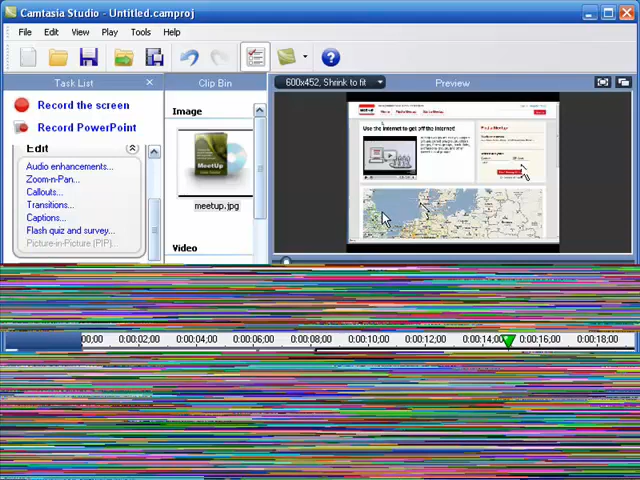 Camtasia Studio - Untitled.camproj
File Edit View Play Tools Help
Task List
Clip Bin
600x452, Shrink to fit
Preview
Record the screen
Record PowerPoint
Edit
Audio enhancements...
Zoom-n-Pan...
Callouts...
Transitions...
Captions...
Flash quiz and survey...
Picture-in-Picture (PIP)...
Image
MeetUp
meetup.jpg
Video
Use the Internet to get off the Internet!
00;00 0:00:02;00 0:00:04;00 0:00:06;00 0:00:08;00 0:00:10;00 0:00:12;00 0:00:14;00 0:00:16;00 0:00:18;00